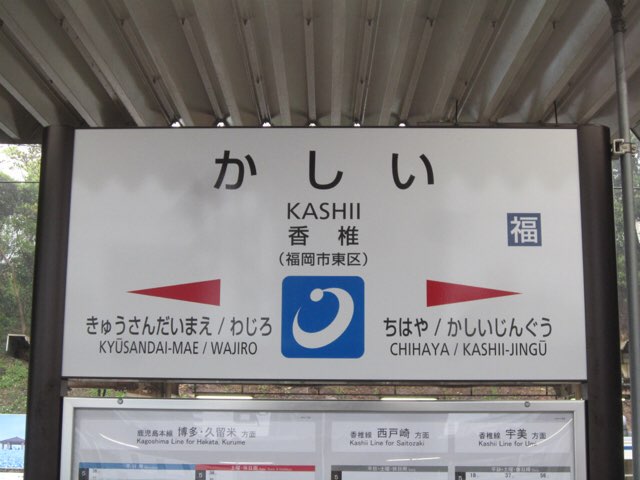 かしい
KASHII
香椎
(福岡市東区)
福
きゅうさんだいまえ / わじろ
KYŪSANDAI-MAE / WAJIRO
ちはや / かしいじんぐう
CHIHAYA / KASHII-JINGŪ
鹿児島本線 博多・久留米 方面
Kagoshima Line for Hakata, Kurume
香椎線 西戸崎 方面
Kashii Line for Saitozaki
香椎線 宇美 方面
Kashii Line for Umi